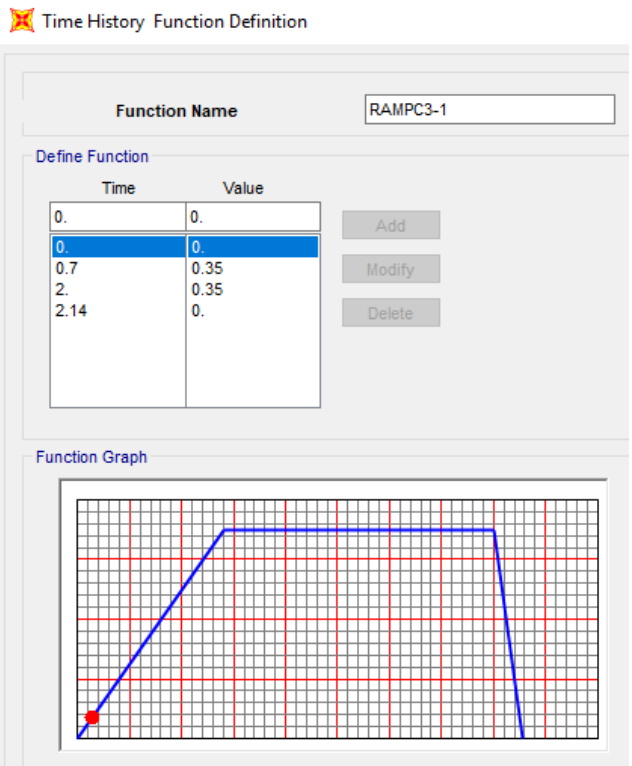 Time History Function Definition
Function Name RAMPC3-1
Define Function
Time Value
0. 0. Add
0. 0.
0.7 0.35 Modify
2. 0.35
2.14 0. Delete
Function Graph